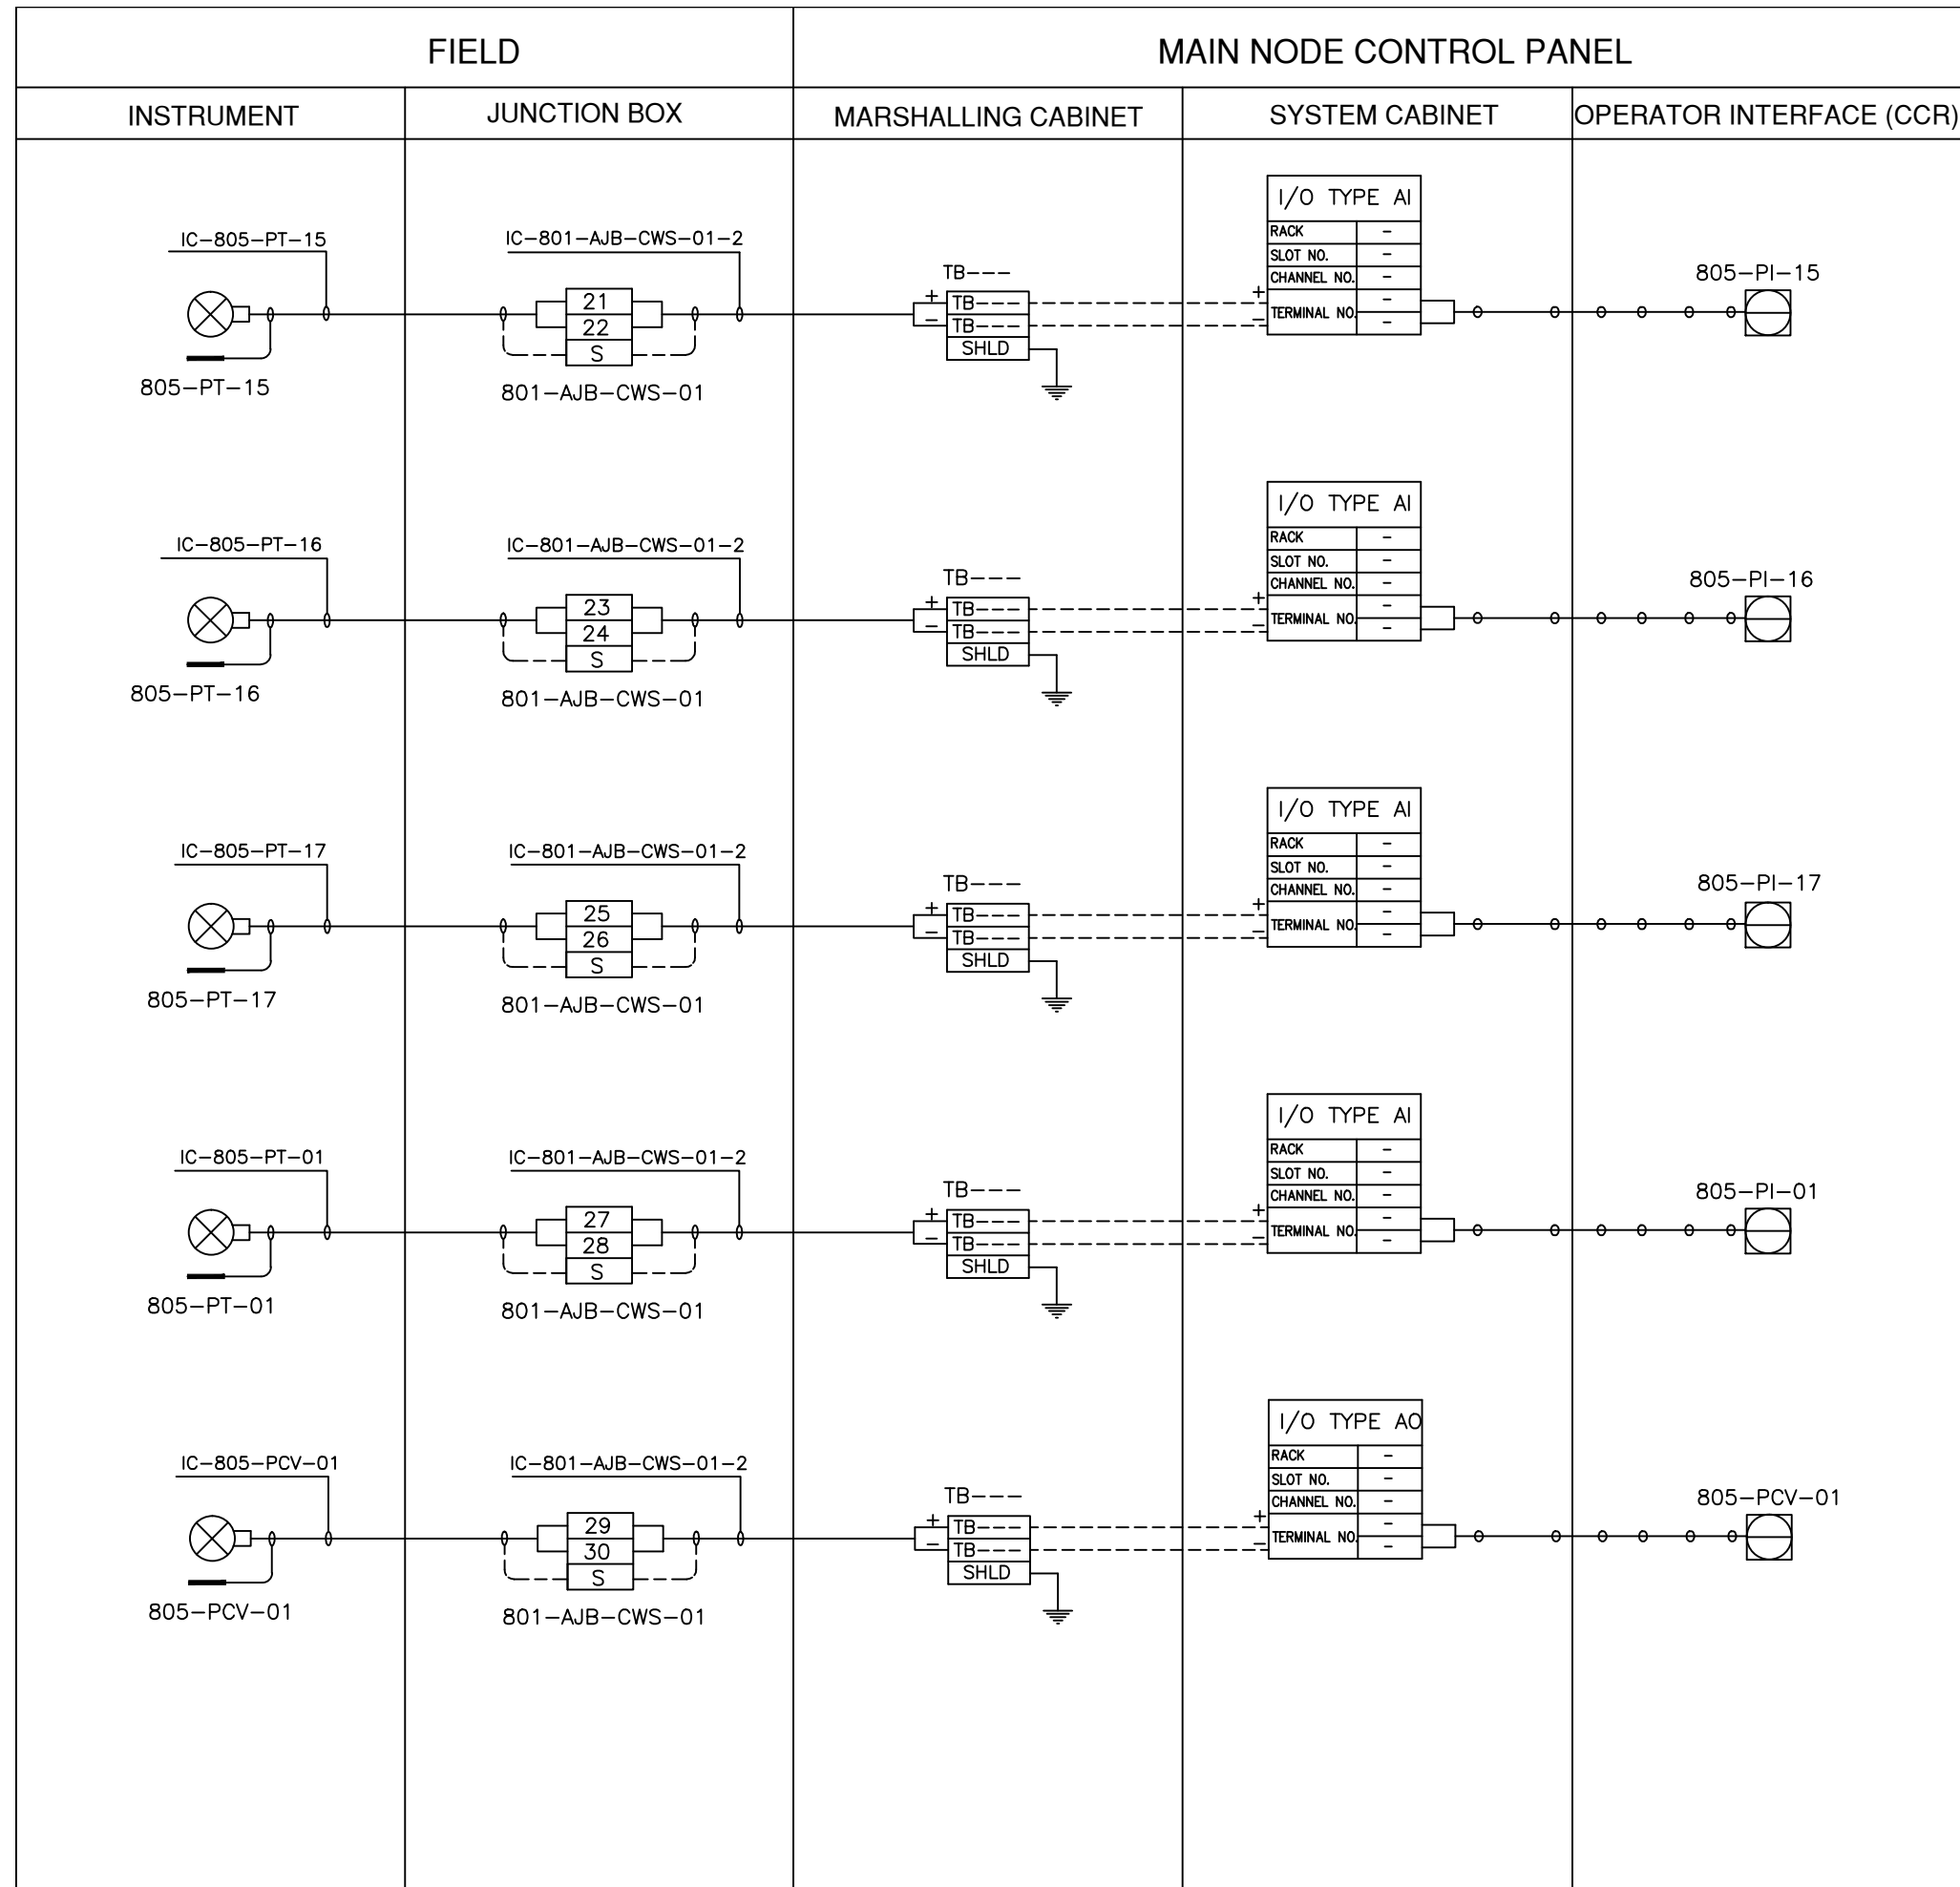 FIELD
MAIN NODE CONTROL PANEL
INSTRUMENT
JUNCTION BOX
MARSHALLING CABINET
SYSTEM CABINET
OPERATOR INTERFACE (CCR)
IC-805-PT-15
805-PT-15
IC-801-AJB-CWS-01-2
21
22
S
801-AJB-CWS-01
TB---
+ TB---
- TB---
SHLD
I/O TYPE AI
RACK -
SLOT NO. -
CHANNEL NO. -
+
TERMINAL NO. -
- -
805-PI-15
IC-805-PT-16
805-PT-16
IC-801-AJB-CWS-01-2
23
24
S
801-AJB-CWS-01
TB---
+ TB---
- TB---
SHLD
I/O TYPE AI
RACK -
SLOT NO. -
CHANNEL NO. -
+
TERMINAL NO. -
- -
805-PI-16
IC-805-PT-17
805-PT-17
IC-801-AJB-CWS-01-2
25
26
S
801-AJB-CWS-01
TB---
+ TB---
- TB---
SHLD
I/O TYPE AI
RACK -
SLOT NO. -
CHANNEL NO. -
+
TERMINAL NO. -
- -
805-PI-17
IC-805-PT-01
805-PT-01
IC-801-AJB-CWS-01-2
27
28
S
801-AJB-CWS-01
TB---
+ TB---
- TB---
SHLD
I/O TYPE AI
RACK -
SLOT NO. -
CHANNEL NO. -
+
TERMINAL NO. -
- -
805-PI-01
IC-805-PCV-01
805-PCV-01
IC-801-AJB-CWS-01-2
29
30
S
801-AJB-CWS-01
TB---
+ TB---
- TB---
SHLD
I/O TYPE AO
RACK -
SLOT NO. -
CHANNEL NO. -
+
TERMINAL NO. -
- -
805-PCV-01